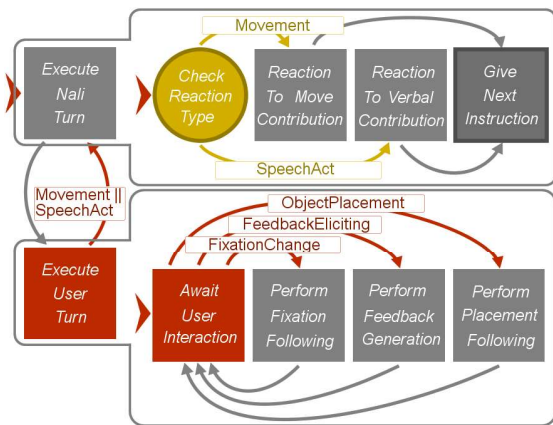 Movement
Execute
Nali
Turn
Check
Reaction
Type
Reaction
To Move
Contribution
Reaction
To Verbal
Contribution
Give
Next
Instruction
SpeechAct
Movement ||
SpeechAct
ObjectPlacement
FeedbackEliciting
FixationChange
Execute
User
Turn
Await
User
Interaction
Perform
Fixation
Following
Perform
Feedback
Generation
Perform
Placement
Following